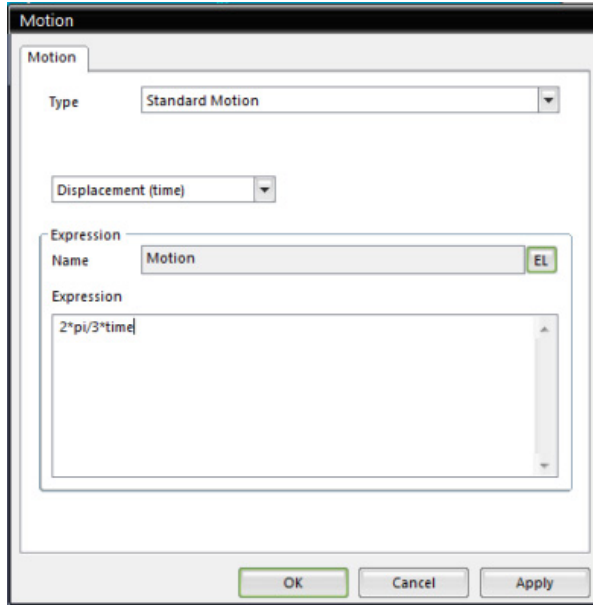 Motion
Motion
Type Standard Motion
Displacement (time)
Expression
Name Motion EL
Expression
2*pi/3*time
OK Cancel Apply